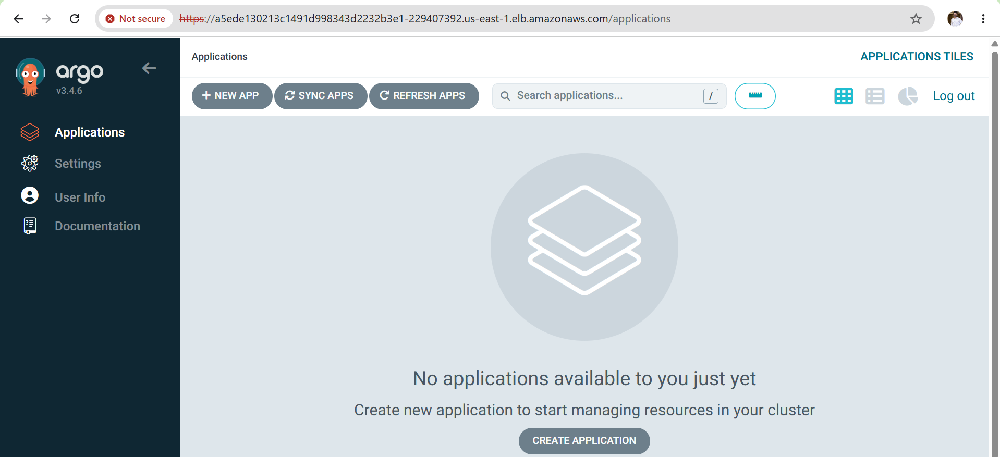 Not secure https://a5ede130213c1491d998343d2232b3e1-229407392.us-east-1.elb.amazonaws.com/applications
argo
v3.4.6
Applications
Settings
User Info
Documentation
Applications
APPLICATIONS TILES
+ NEW APP SYNC APPS REFRESH APPS Search applications... / Log out
No applications available to you just yet
Create new application to start managing resources in your cluster
CREATE APPLICATION